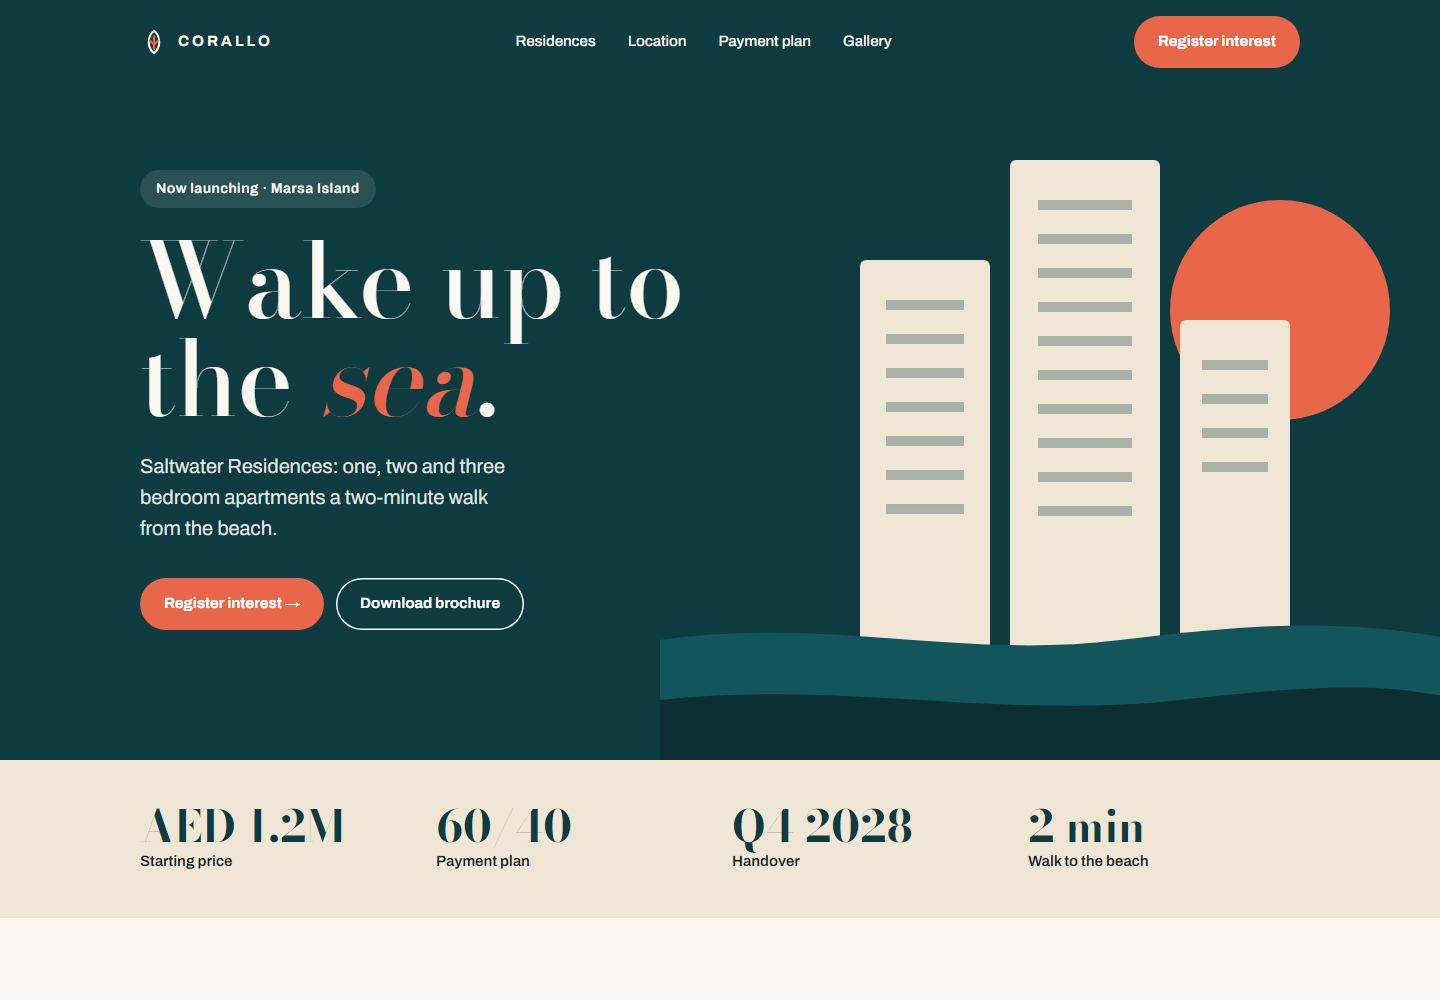 CORALLO
Residences
Location
Payment plan
Gallery
Register interest
Now launching · Marsa Island
Wake up to
the sea.
Saltwater Residences: one, two and three
bedroom apartments a two-minute walk
from the beach.
Register interest →
Download brochure
AED 1.2M
Starting price
60/40
Payment plan
Q4 2028
Handover
2 min
Walk to the beach